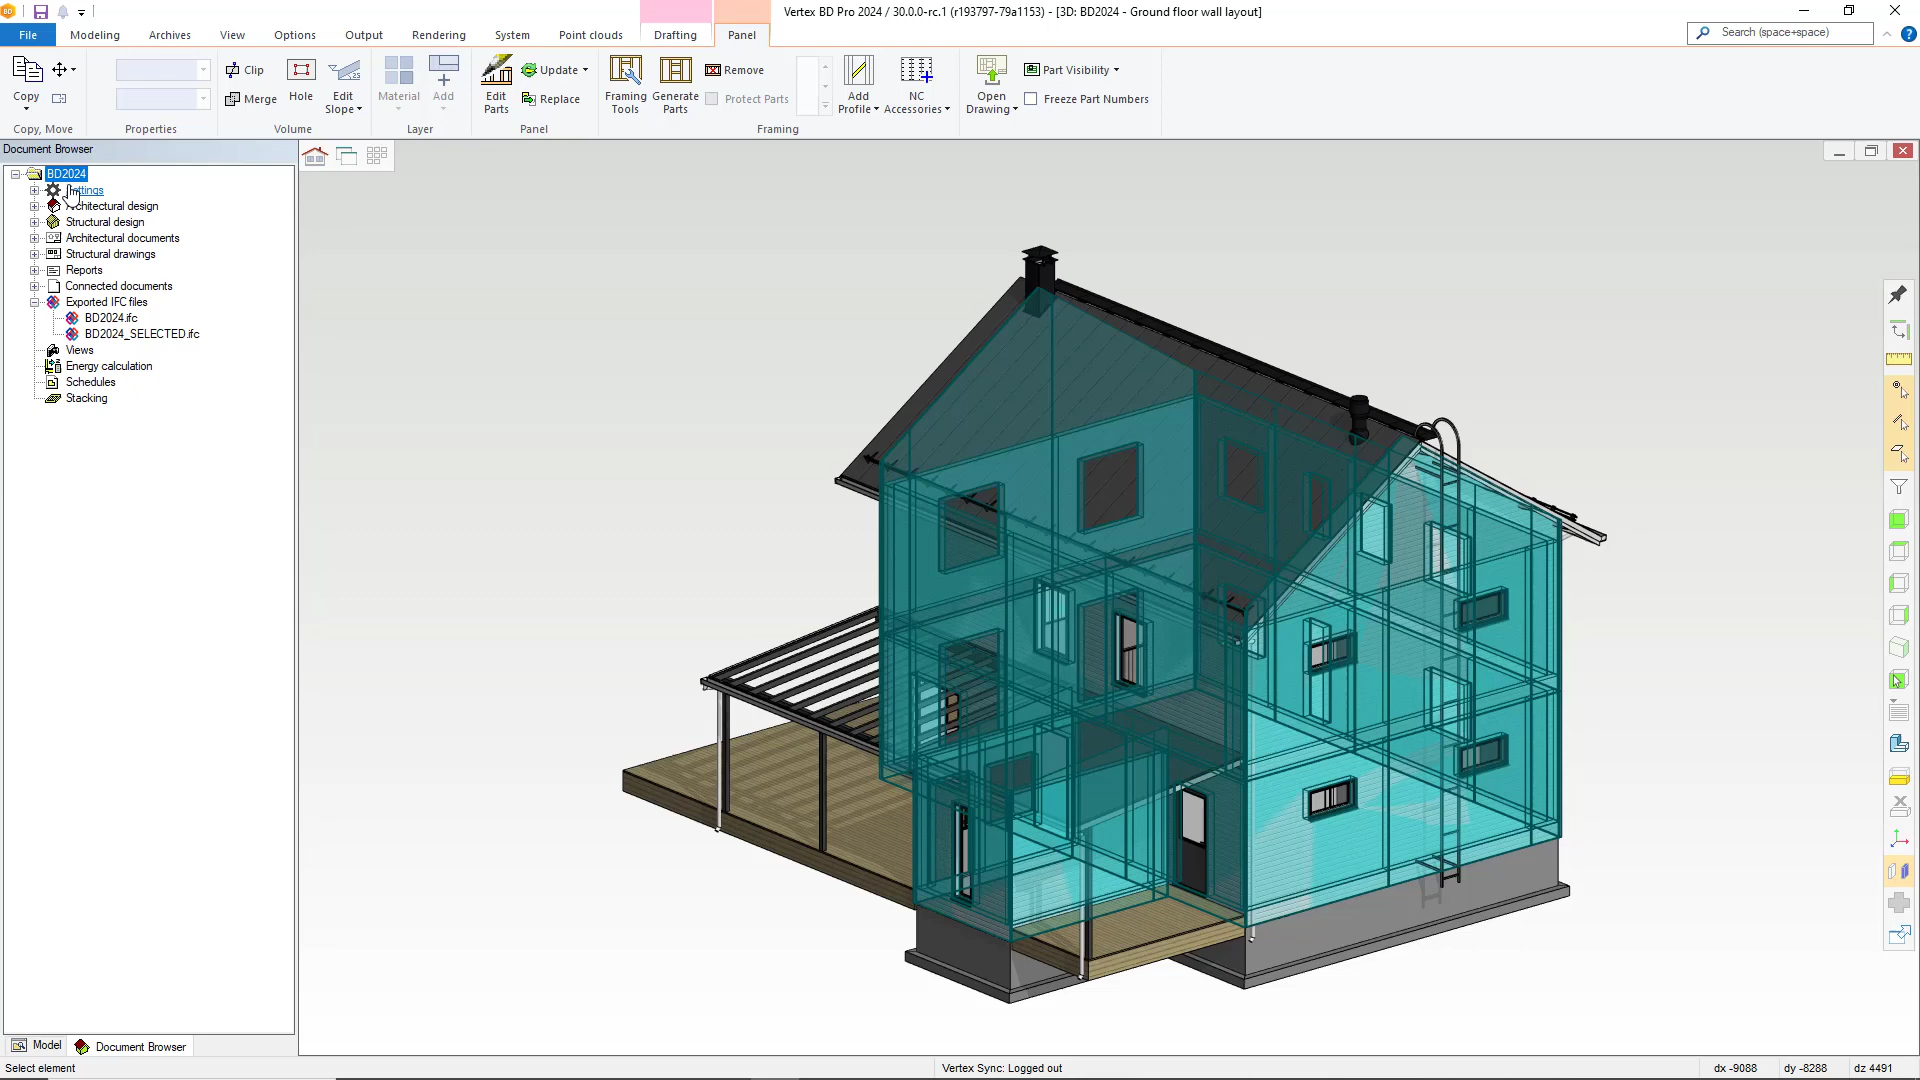 BD
Vertex BD Pro 2024 / 30.0.0-rc.1 (r193797-79a1153) - [3D: BD2024 - Ground floor wall layout]
File Modeling Archives View Options Output Rendering System Point clouds Drafting Panel
Search (space+space)
Copy
Clip
Merge
Hole
Edit Slope
Material
Add
Edit Parts
Update
Replace
Framing Tools
Generate Parts
Remove
Protect Parts
Add Profile
NC Accessories
Open Drawing
Part Visibility
Freeze Part Numbers
Copy, Move Properties Volume Layer Panel Framing
Document Browser
BD2024
ttings
rchitectural design
Structural design
Architectural documents
Structural drawings
Reports
Connected documents
Exported IFC files
BD2024.ifc
BD2024_SELECTED.ifc
Views
Energy calculation
Schedules
Stacking
Model Document Browser
Select element Vertex Sync: Logged out dx -9088 dy -8288 dz 4491